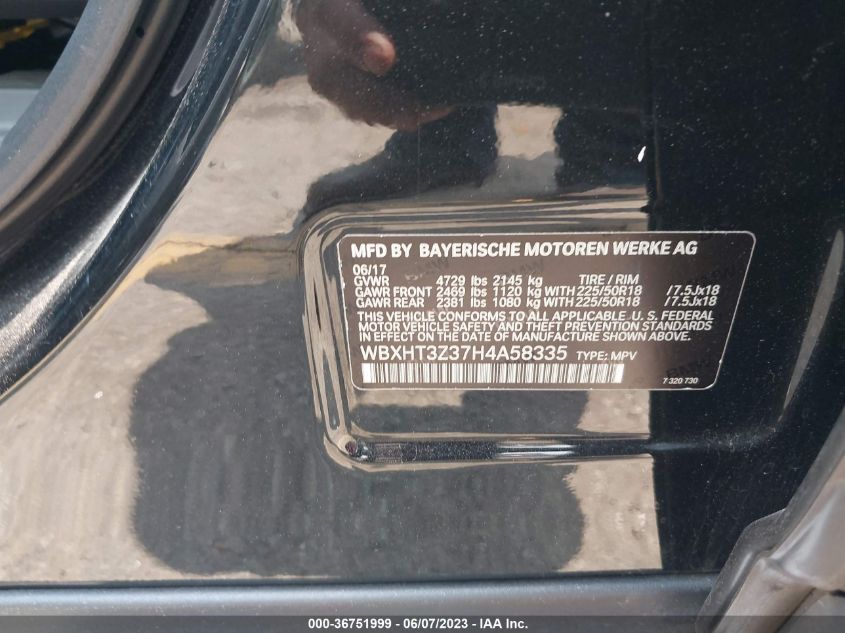 MFD BY BAYERISCHE MOTOREN WERKE AG
06/17
GVWR 4729 lbs 2145 kg TIRE / RIM
GAWR FRONT 2469 lbs 1120 kg WITH 225/50R18 /7.5Jx18
GAWR REAR 2381 lbs 1080 kg WITH 225/50R18 /7.5Jx18
THIS VEHICLE CONFORMS TO ALL APPLICABLE U.S. FEDERAL
MOTOR VEHICLE SAFETY AND THEFT PREVENTION STANDARDS
IN EFFECT ON THE DATE OF MANUFACTURE SHOWN ABOVE.
WBXHT3Z37H4A58335 TYPE: MPV
7 320 730
000-36751999 - 06/07/2023 - IAA Inc.